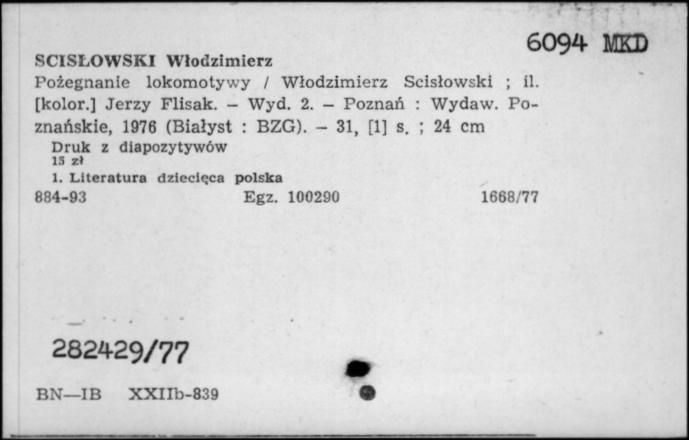 6094 MKD
SCISŁOWSKI Włodzimierz
Pożegnanie lokomotywy / Włodzimierz Scisłowski ; il.
[kolor.] Jerzy Flisak. — Wyd. 2. — Poznań : Wydaw. Po-
znańskie, 1976 (Białyst : BZG). — 31, [1] s. ; 24 cm
Druk z diapozytywów
15 zł
1. Literatura dziecięca polska
884-93 Egz. 100290 1668/77
282429/77
BN—IB XXIIb-839